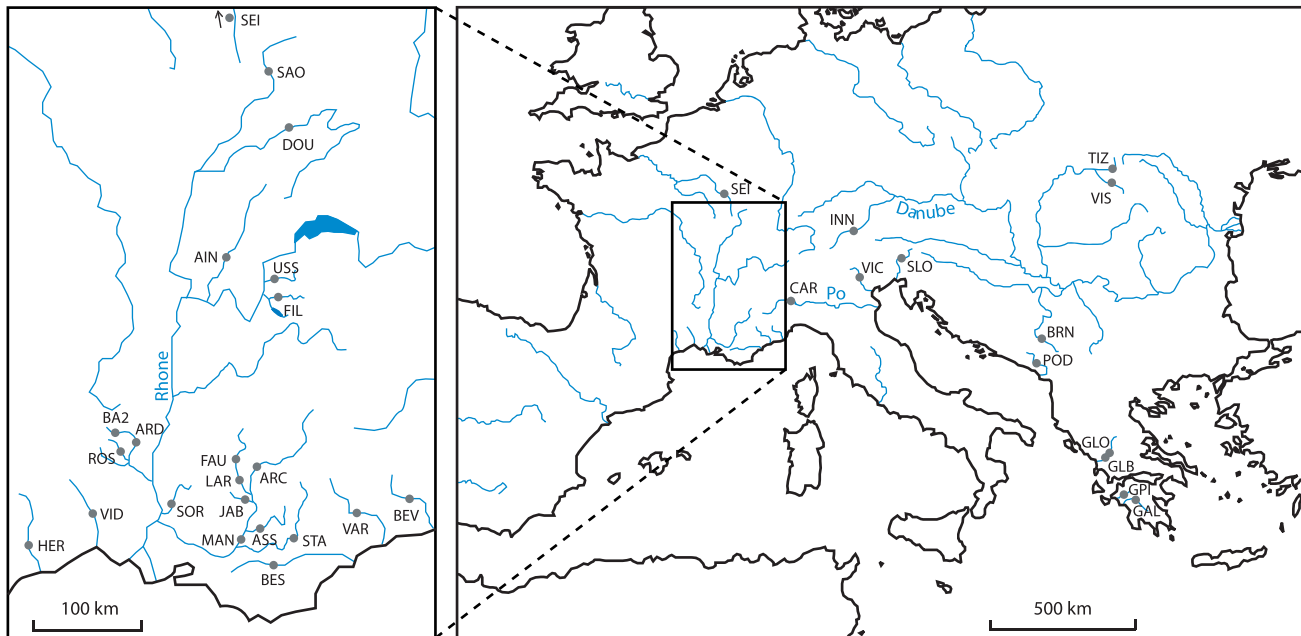 SEI
SAO
DOU
AIN
USS
FIL
Rhone
BA2
ARD
ROS
FAU
LAR
ARC
JAB
SOR
VID
HER
MAN
ASS
STA
VAR
BEV
BES
100 km
SEI
TIZ
VIS
INN
Danube
VIC
SLO
CAR
Po
BRN
POD
GLO
GLB
GPI
GAL
500 km